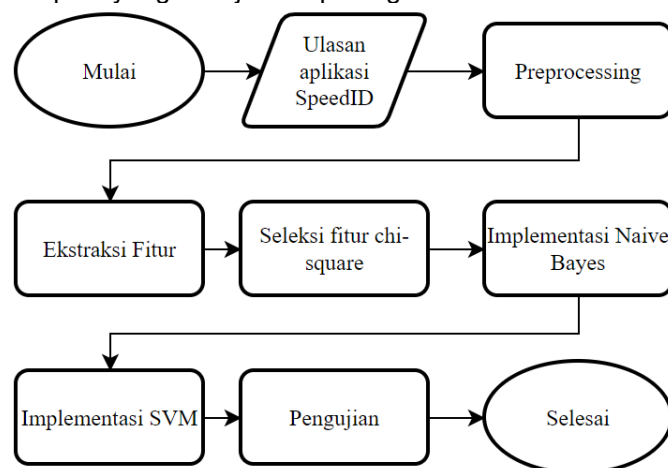 Mulai
Ulasan
aplikasi
SpeedID
Preprocessing
Ekstraksi Fitur
Seleksi fitur chi-
square
Implementasi Naive
Bayes
Implementasi SVM
Pengujian
Selesai